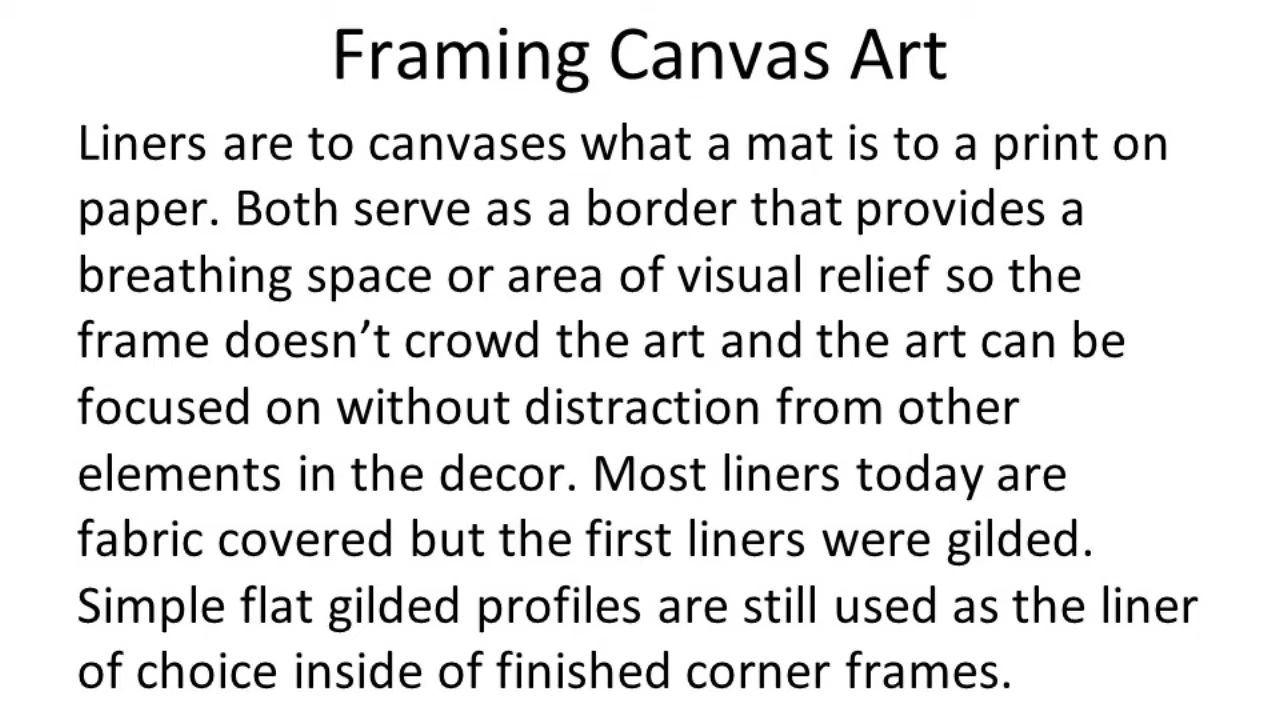 Framing Canvas Art
Liners are to canvases what a mat is to a print on
paper. Both serve as a border that provides a
breathing space or area of visual relief so the
frame doesn’t crowd the art and the art can be
focused on without distraction from other
elements in the decor. Most liners today are
fabric covered but the first liners were gilded.
Simple flat gilded profiles are still used as the liner
of choice inside of finished corner frames.